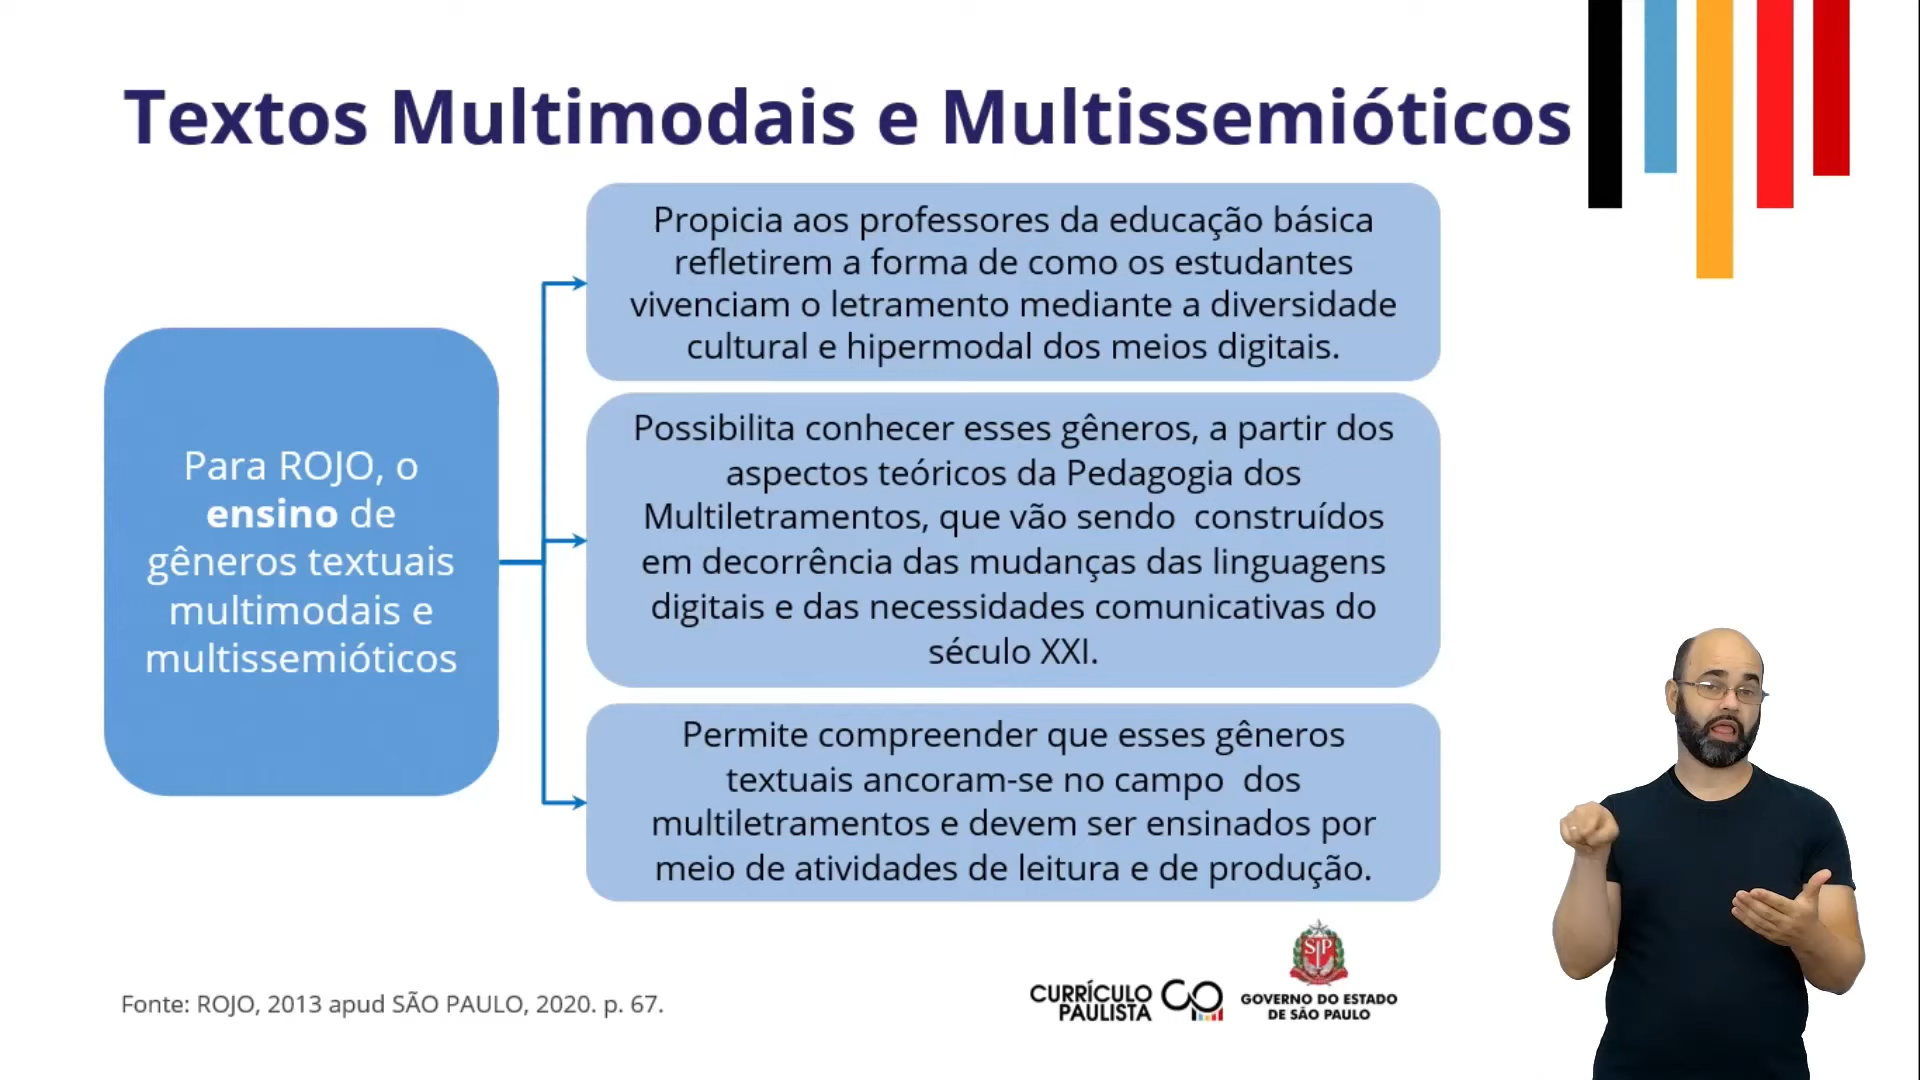 Textos Multimodais e Multissemióticos
Propicia aos professores da educação básica
refletirem a forma de como os estudantes
vivenciam o letramento mediante a diversidade
cultural e hipermodal dos meios digitais.
Para ROJO, o
ensino de
gêneros textuais
multimodais e
multissemióticos
Possibilita conhecer esses gêneros, a partir dos
aspectos teóricos da Pedagogia dos
Multiletramentos, que vão sendo  construídos
em decorrência das mudanças das linguagens
digitais e das necessidades comunicativas do
século XXI.
Permite compreender que esses gêneros
textuais ancoram-se no campo  dos
multiletramentos e devem ser ensinados por
meio de atividades de leitura e de produção.
Fonte: ROJO, 2013 apud SÃO PAULO, 2020. p. 67.
CURRÍCULO
PAULISTA
SP
GOVERNO DO ESTADO
DE SÃO PAULO